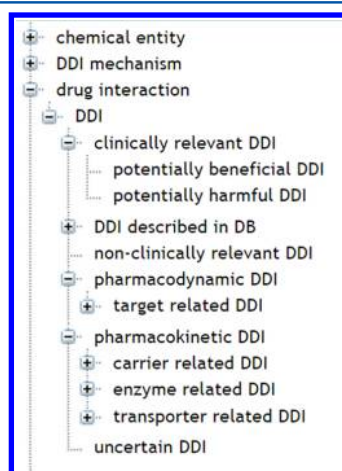 chemical entity
DDI mechanism
drug interaction
DDI
clinically relevant DDI
potentially beneficial DDI
potentially harmful DDI
DDI described in DB
non-clinically relevant DDI
pharmacodynamic DDI
target related DDI
pharmacokinetic DDI
carrier related DDI
enzyme related DDI
transporter related DDI
uncertain DDI